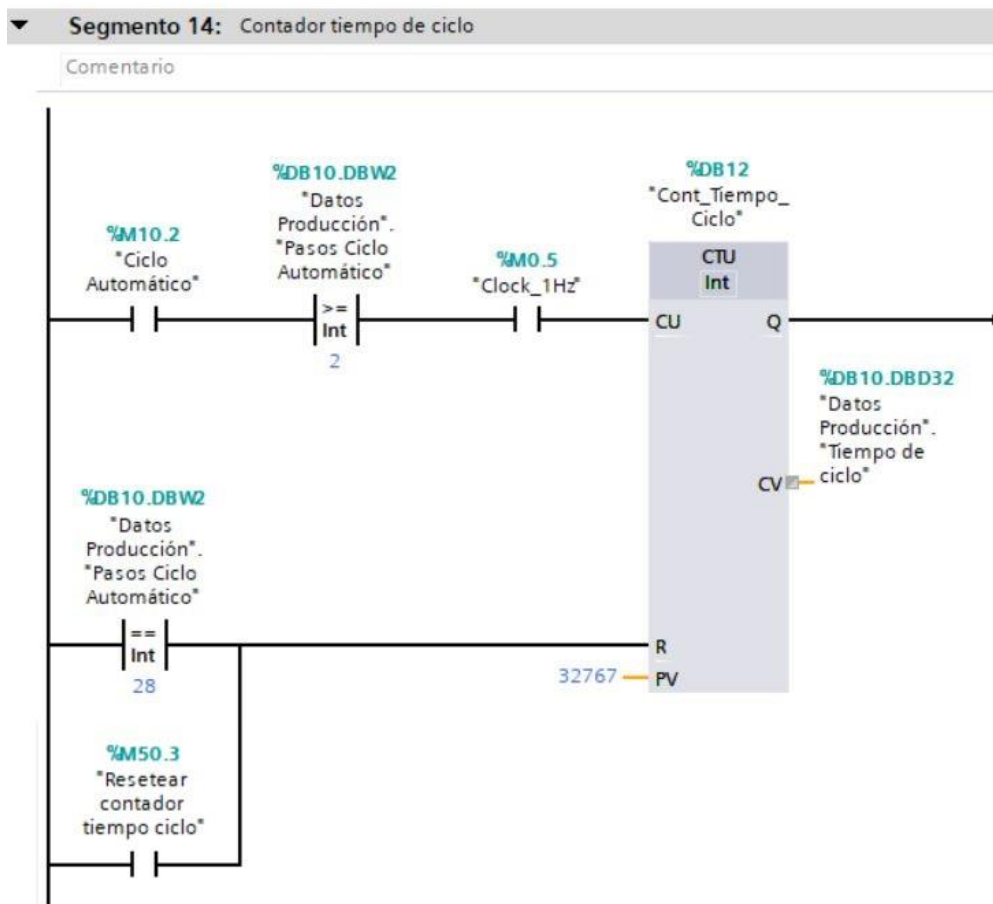 Segmento 14: Contador tiempo de ciclo
Comentario
%M10.2
"Ciclo
Automático"
%DB10.DBW2
"Datos
Producción".
"Pasos Ciclo
Automático"
>=
Int
2
%M0.5
"Clock_1Hz"
%DB12
"Cont_Tiempo_
Ciclo"
CTU
Int
CU
Q
%DB10.DBD32
"Datos
Producción".
"Tiempo de
ciclo"
CV
%DB10.DBW2
"Datos
Producción".
"Pasos Ciclo
Automático"
==
Int
28
R
32767
PV
%M50.3
"Resetear
contador
tiempo ciclo"